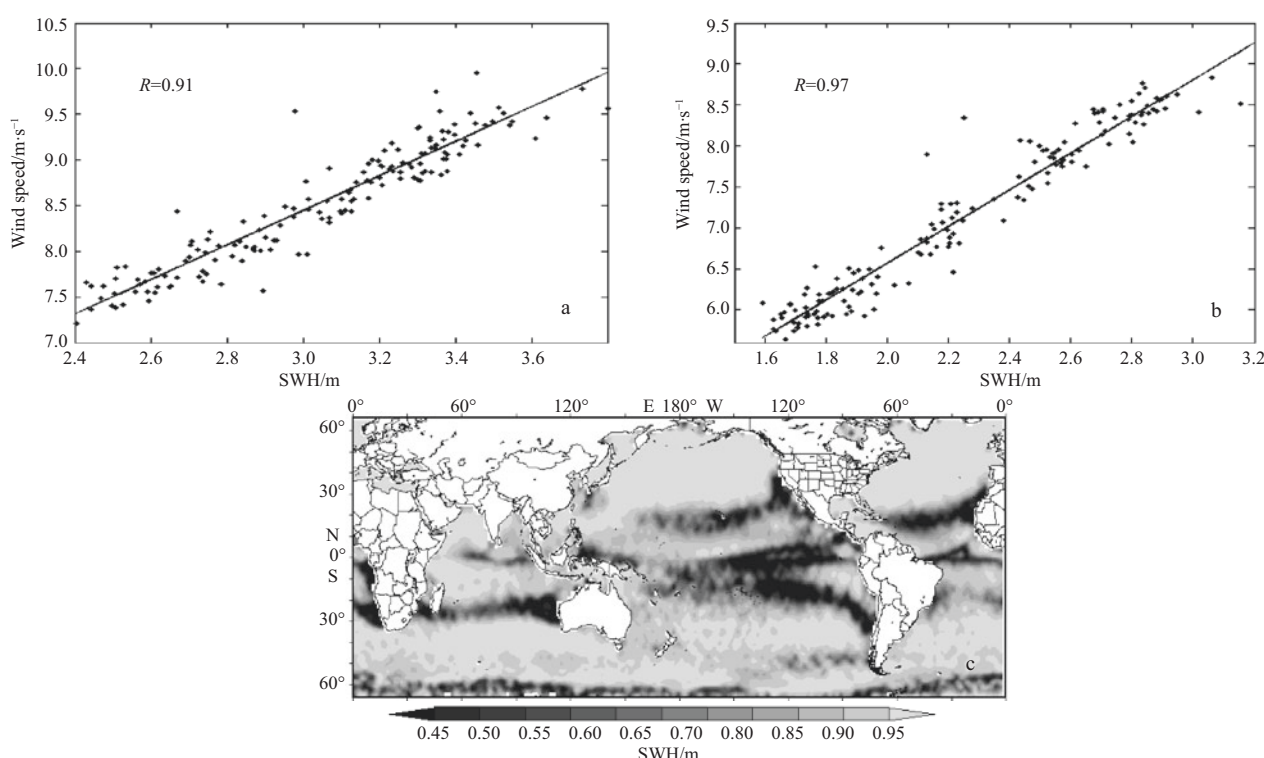 10.5
10.0
9.5
9.0
8.5
8.0
7.5
7.0
Wind speed/m·s⁻¹
R=0.91
a
2.4 2.6 2.8 3.0 3.2 3.4 3.6
SWH/m
9.5
9.0
8.5
8.0
7.5
7.0
6.5
6.0
Wind speed/m·s⁻¹
R=0.97
b
1.6 1.8 2.0 2.2 2.4 2.6 2.8 3.0 3.2
SWH/m
0° 60° 120° E 180° W 120° 60° 0°
60°
30°
N
0°
S
30°
60°
c
0.45 0.50 0.55 0.60 0.65 0.70 0.80 0.85 0.90 0.95
SWH/m